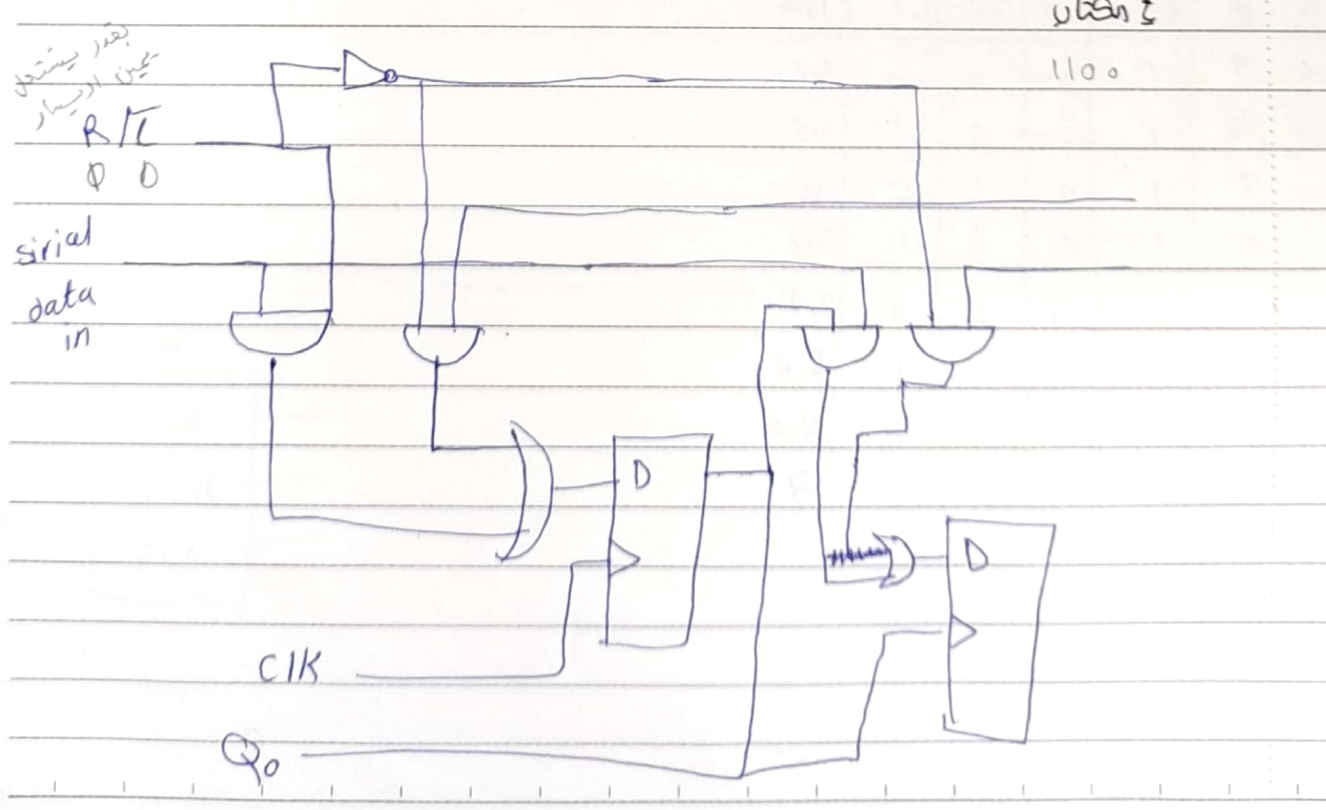 بقدر يشتغل
يمين او يسار
R/L̅
0 0
sirial
data
in
1100
D
D
Clk
Q₀